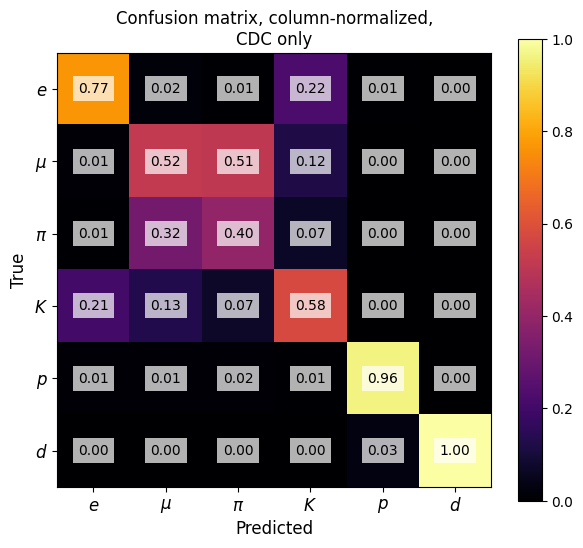 Confusion matrix, column-normalized,
CDC only
1.0
e 0.77 0.02 0.01 0.22 0.01 0.00
0.8
μ 0.01 0.52 0.51 0.12 0.00 0.00
0.6
π 0.01 0.32 0.40 0.07 0.00 0.00
True
K 0.21 0.13 0.07 0.58 0.00 0.00
0.4
p 0.01 0.01 0.02 0.01 0.96 0.00
0.2
d 0.00 0.00 0.00 0.00 0.03 1.00
0.0
e μ π K p d
Predicted